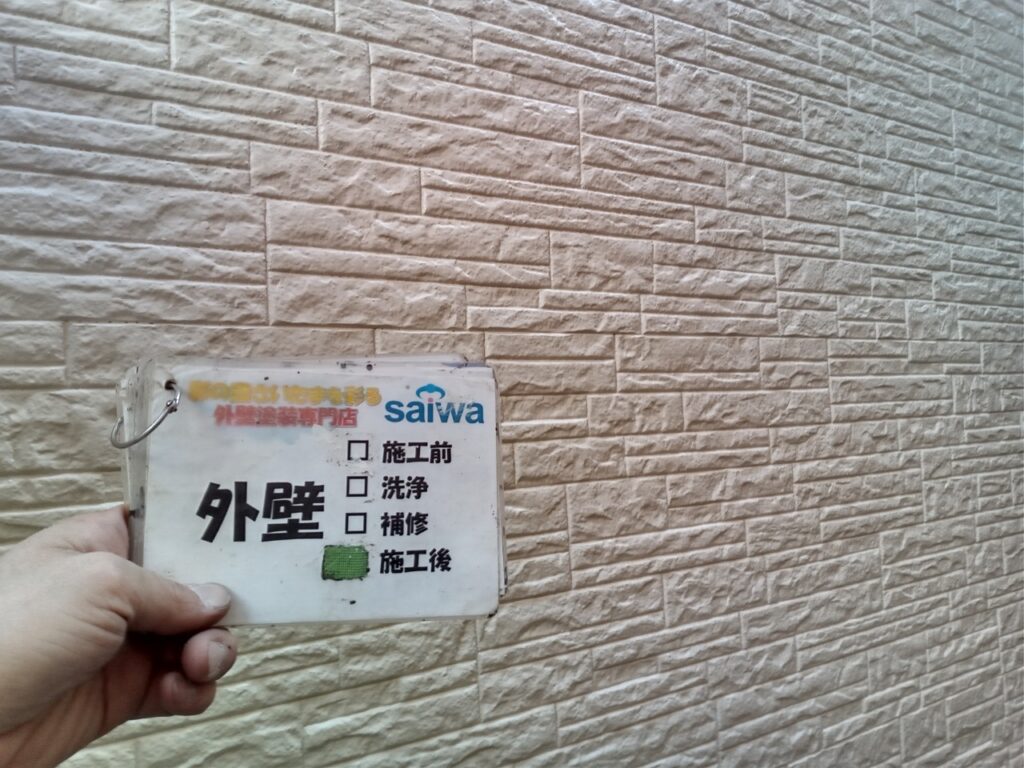 saiwa
外壁塗装専門店
外壁
□ 施工前
□ 洗浄
□ 補修
施工後